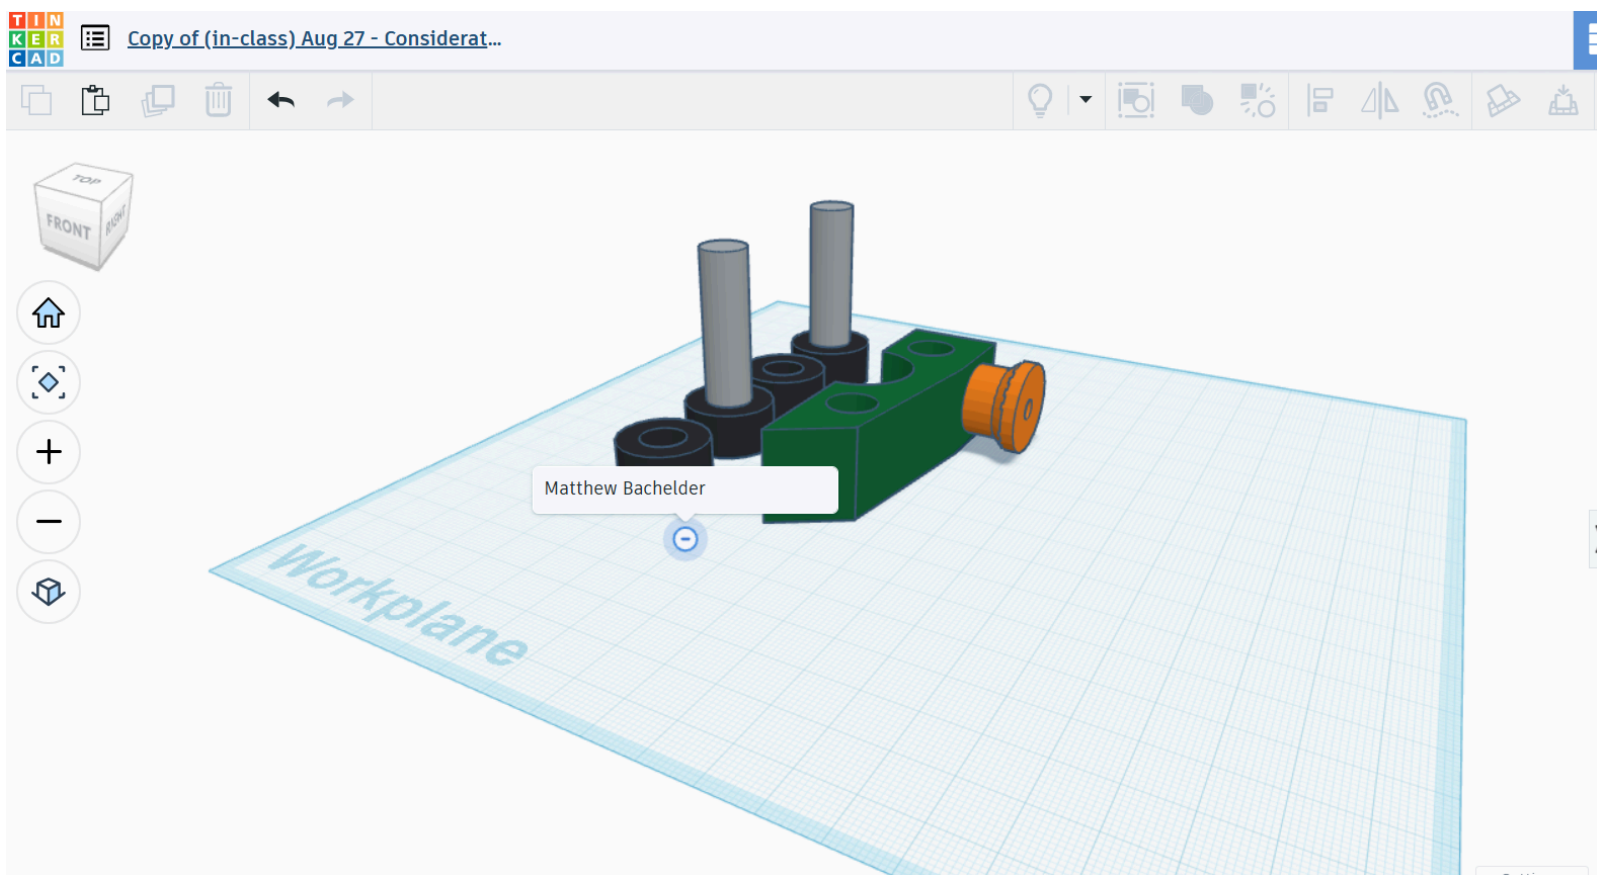 TIN
KER
CAD
Copy of (in-class) Aug 27 - Considerat...
TOP
FRONT
RIGHT
Matthew Bachelder
Workplane